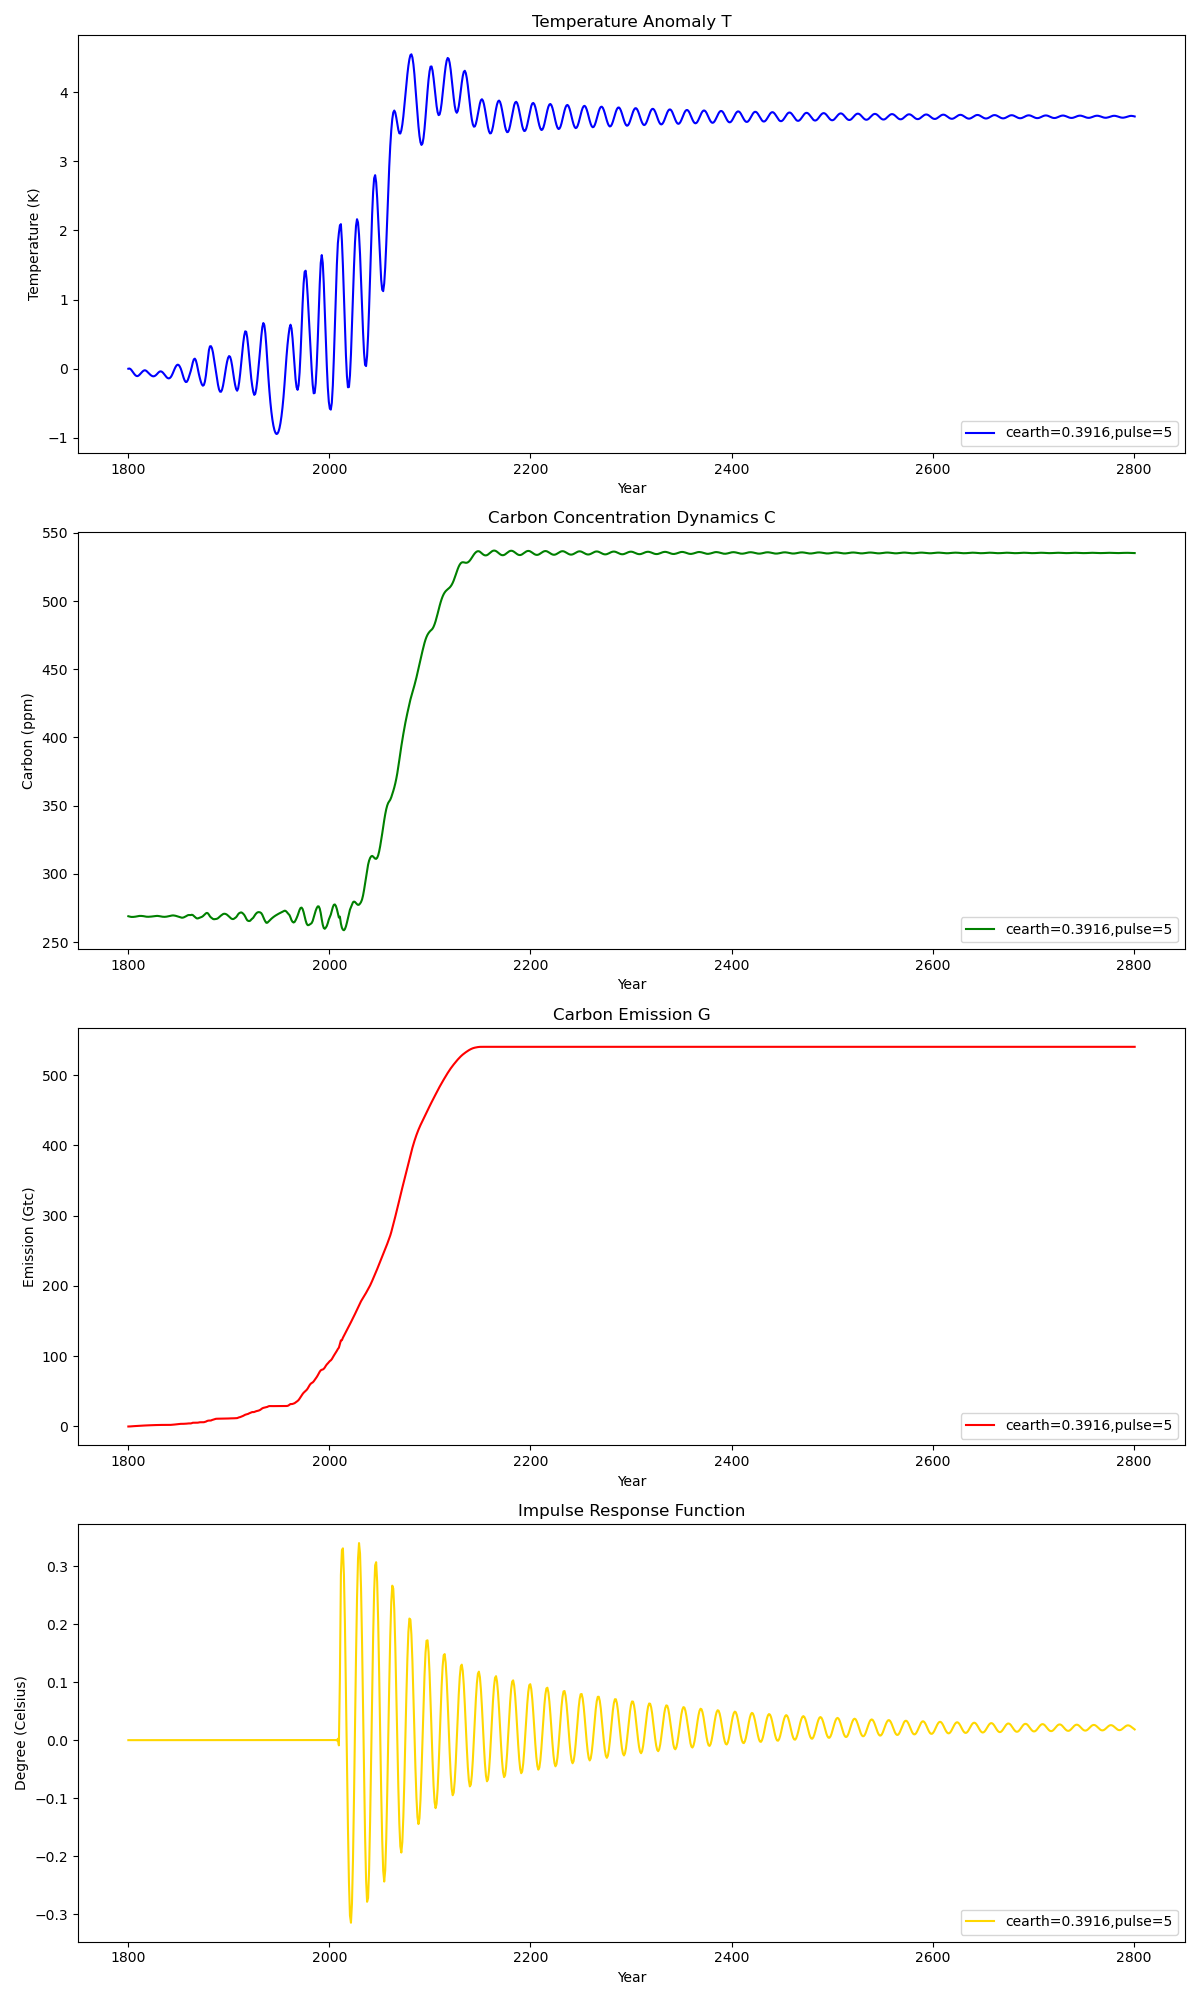 Temperature Anomaly T
Temperature (K)
4
3
2
1
0
−1
cearth=0.3916,pulse=5
1800 2000 2200 2400 2600 2800
Year
Carbon Concentration Dynamics C
Carbon (ppm)
550
500
450
400
350
300
250
cearth=0.3916,pulse=5
1800 2000 2200 2400 2600 2800
Year
Carbon Emission G
Emission (Gtc)
500
400
300
200
100
0
cearth=0.3916,pulse=5
1800 2000 2200 2400 2600 2800
Year
Impulse Response Function
Degree (Celsius)
0.3
0.2
0.1
0.0
−0.1
−0.2
−0.3
cearth=0.3916,pulse=5
1800 2000 2200 2400 2600 2800
Year